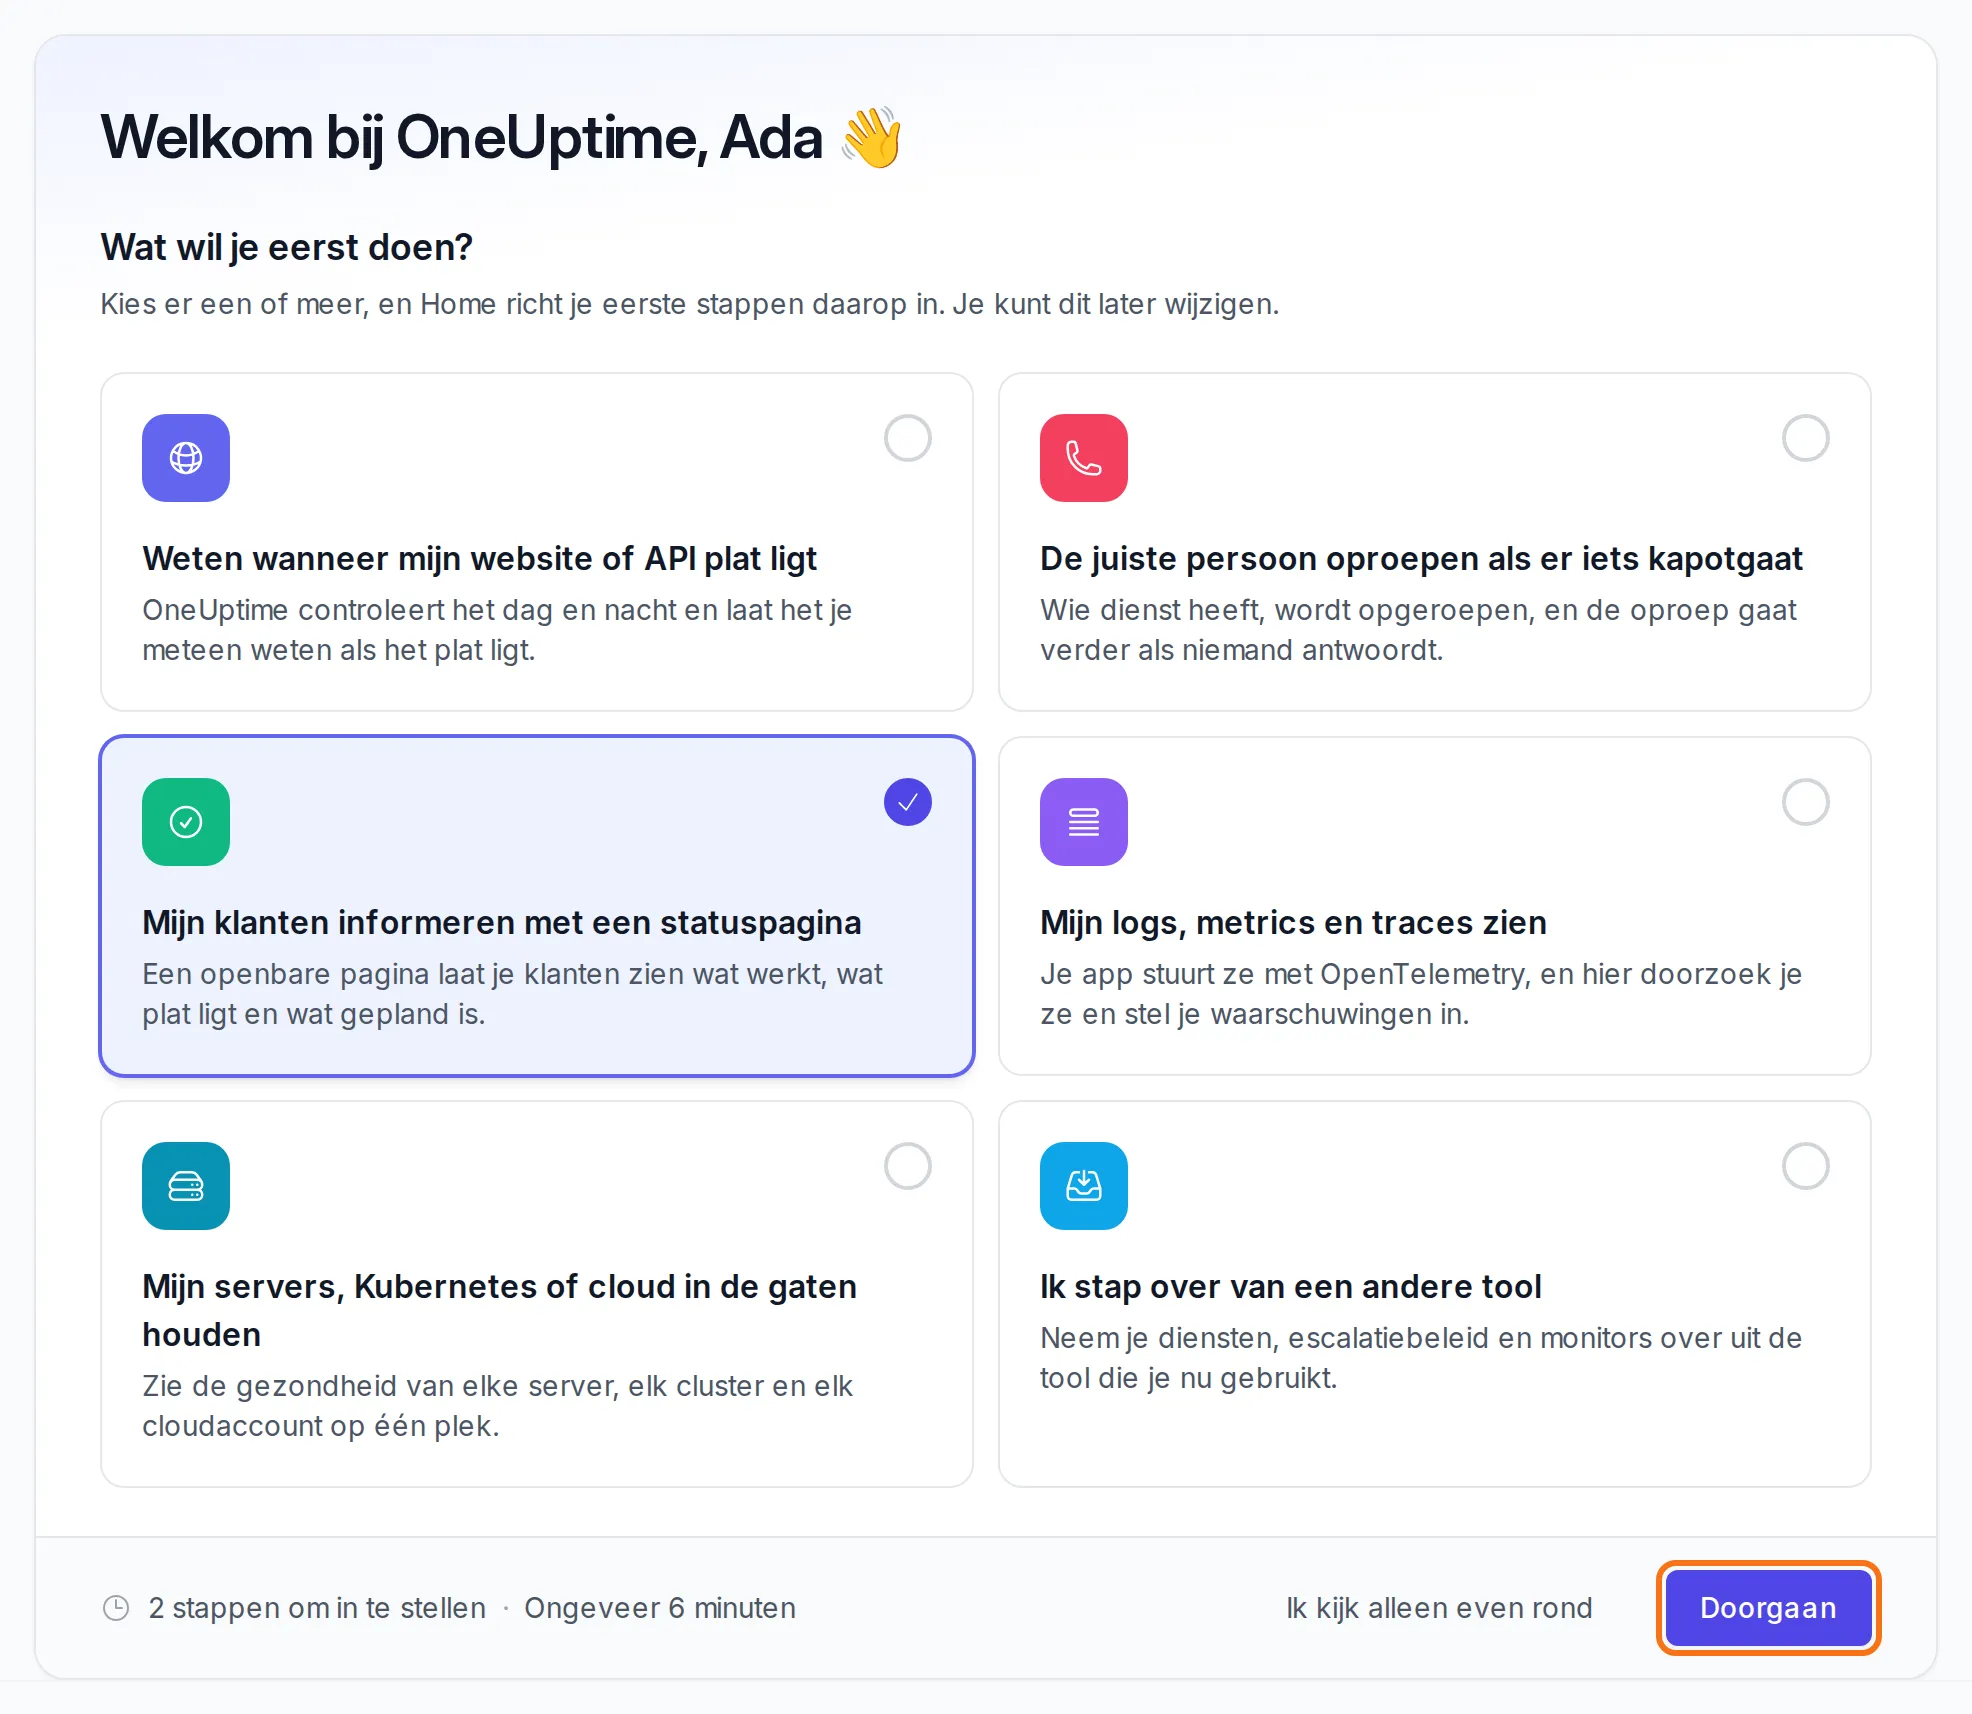 Welkom bij OneUptime, Ada 👋
Wat wil je eerst doen?
Kies er een of meer, en Home richt je eerste stappen daarop in. Je kunt dit later wijzigen.
Weten wanneer mijn website of API plat ligt
OneUptime controleert het dag en nacht en laat het je
meteen weten als het plat ligt.
De juiste persoon oproepen als er iets kapotgaat
Wie dienst heeft, wordt opgeroepen, en de oproep gaat
verder als niemand antwoordt.
Mijn klanten informeren met een statuspagina
Een openbare pagina laat je klanten zien wat werkt, wat
plat ligt en wat gepland is.
Mijn logs, metrics en traces zien
Je app stuurt ze met OpenTelemetry, en hier doorzoek je
ze en stel je waarschuwingen in.
Mijn servers, Kubernetes of cloud in de gaten
houden
Zie de gezondheid van elke server, elk cluster en elk
cloudaccount op één plek.
Ik stap over van een andere tool
Neem je diensten, escalatiebeleid en monitors over uit de
tool die je nu gebruikt.
2 stappen om in te stellen · Ongeveer 6 minuten
Ik kijk alleen even rond
Doorgaan